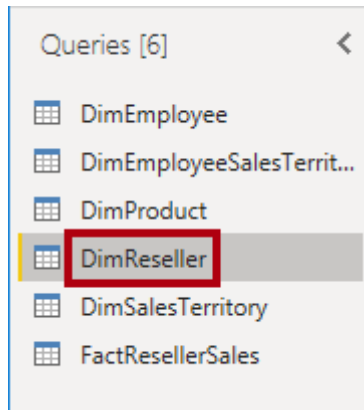 Queries [6]
DimEmployee
DimEmployeeSalesTerrit...
DimProduct
DimReseller
DimSalesTerritory
FactResellerSales